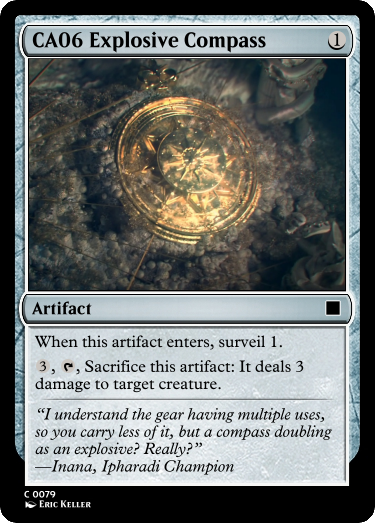 CA06 Explosive Compass 1
Artifact
When this artifact enters, surveil 1.
3, , Sacrifice this artifact: It deals 3
damage to target creature.
“I understand the gear having multiple uses,
so you carry less of it, but a compass doubling
as an explosive? Really?”
—Inana, Ipharadi Champion
C 0079
Eric Keller